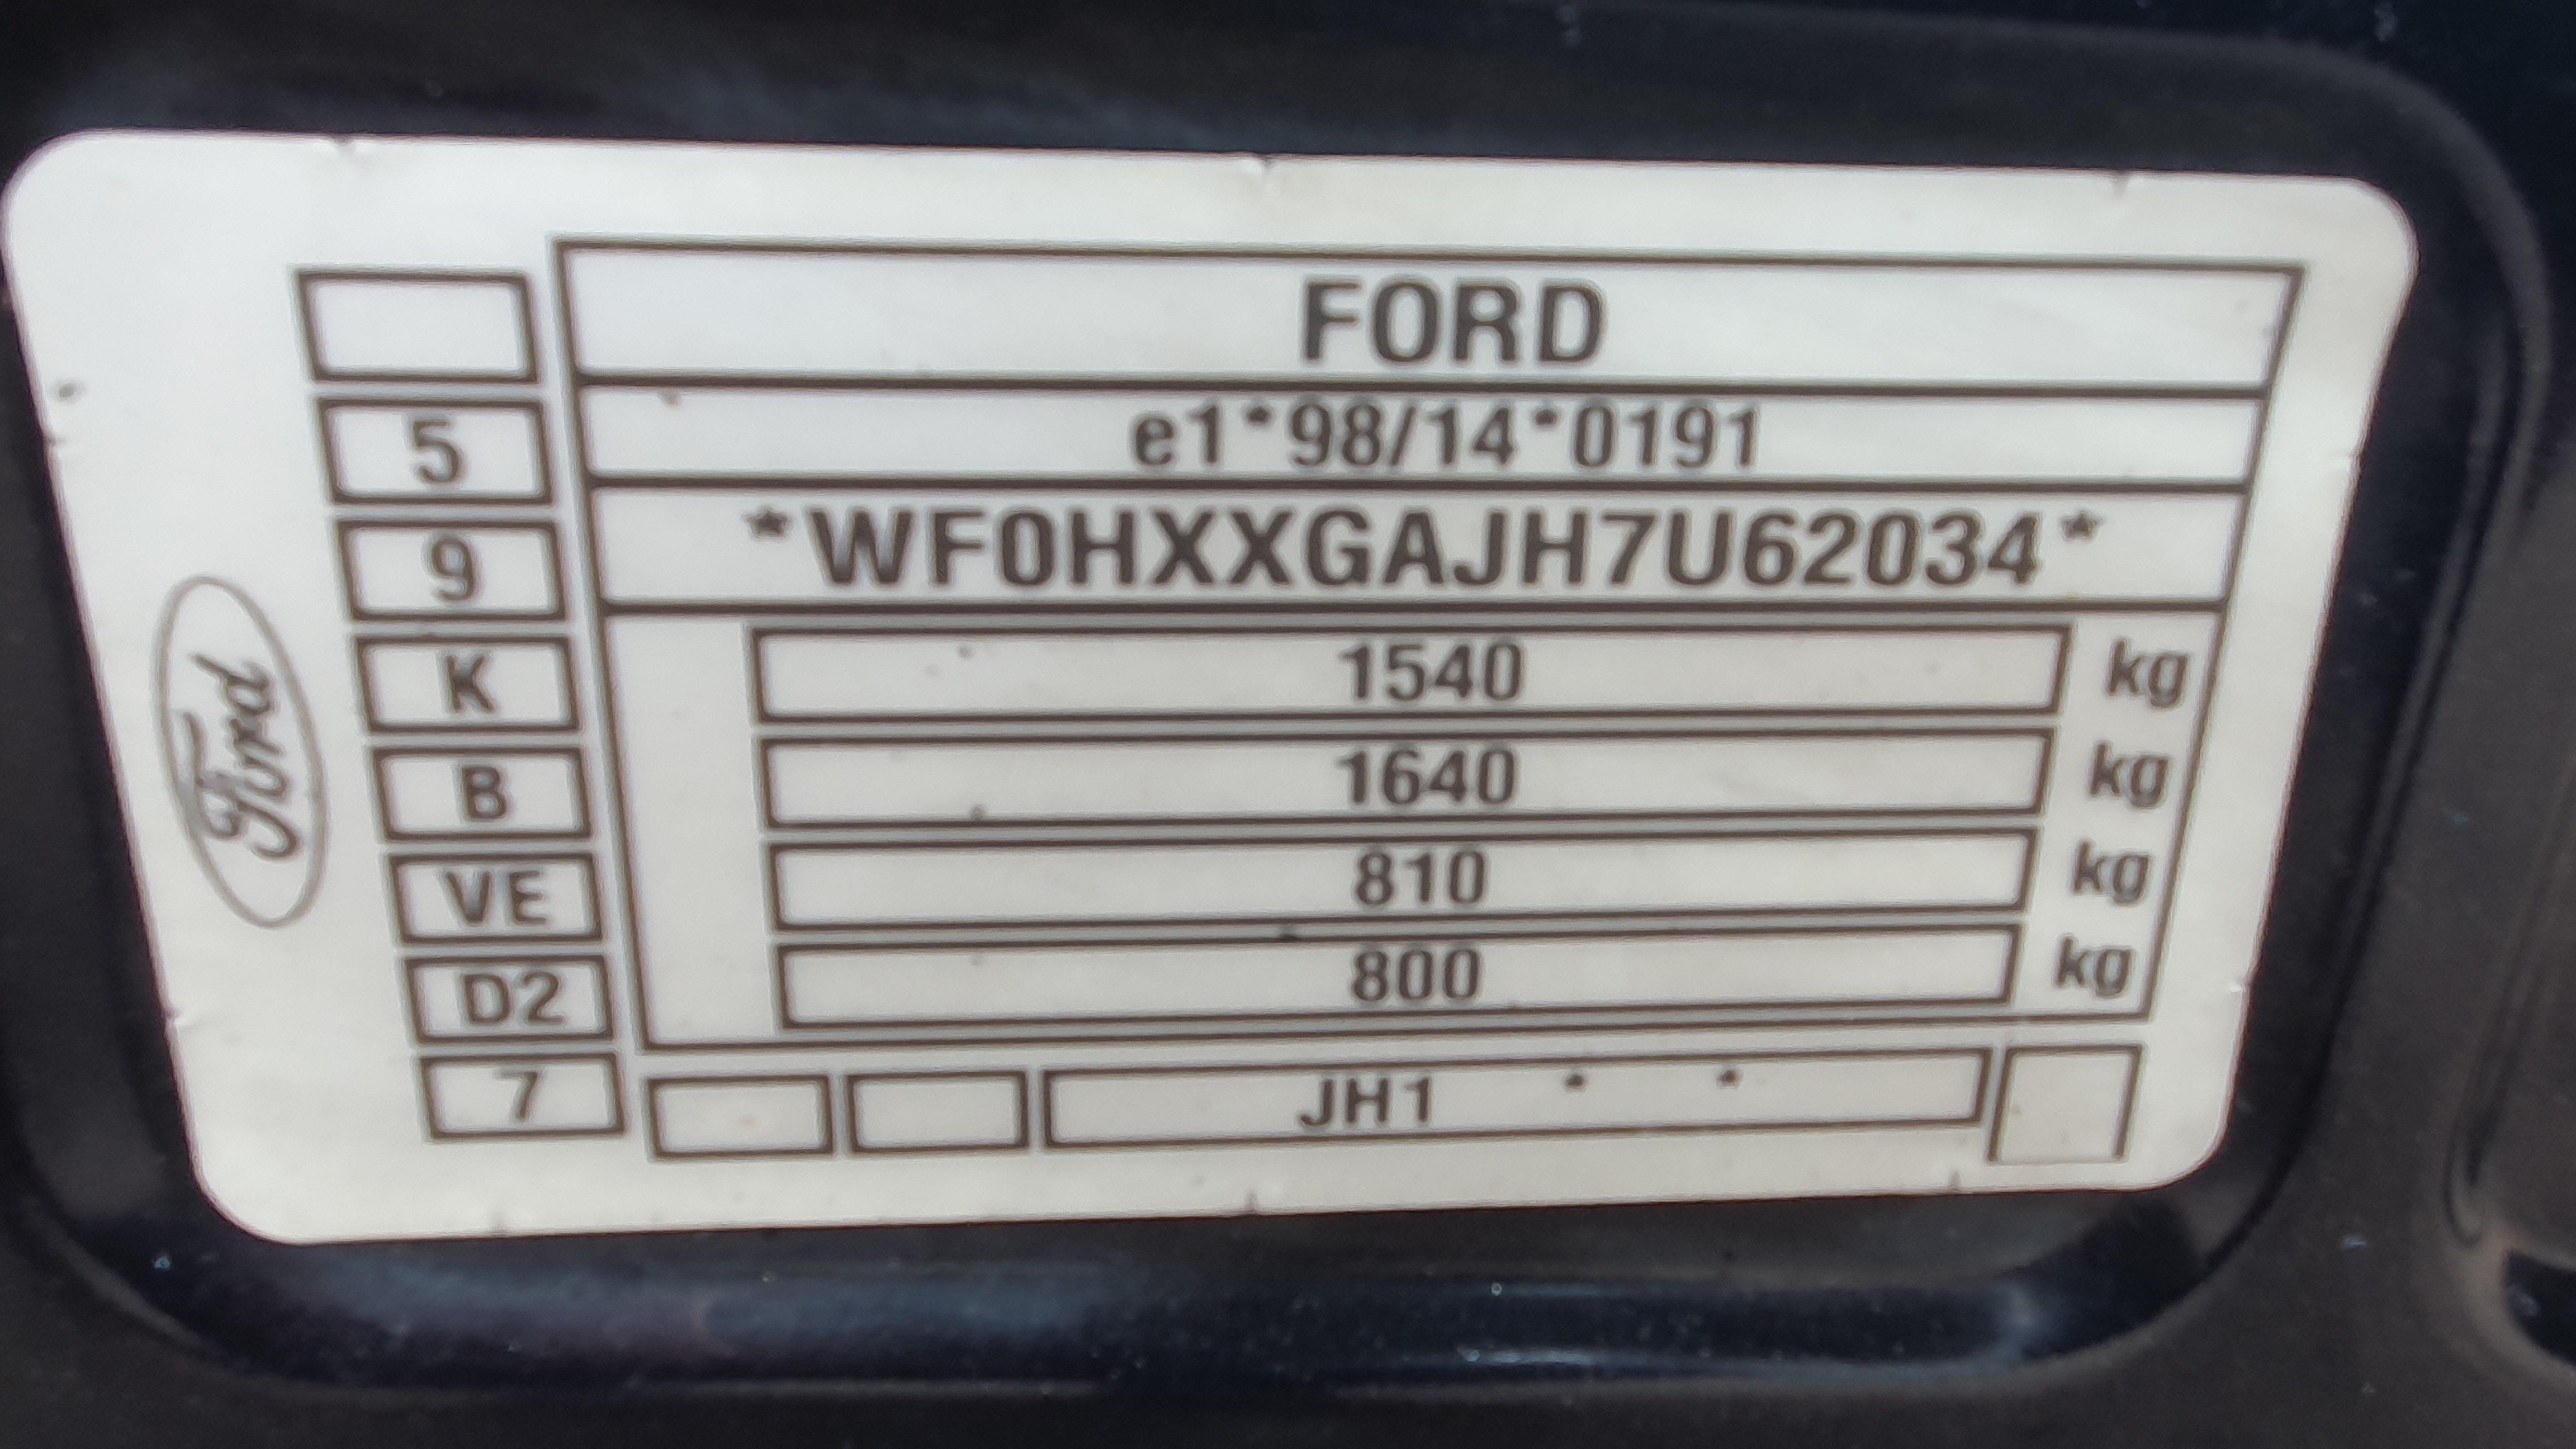 FORD
e1*98/14*0191
*WF0HXXGAJH7U62034*
1540 kg
1640 kg
810 kg
800 kg
JH1 * *
5
9
K
B
VE
D2
7
Ford